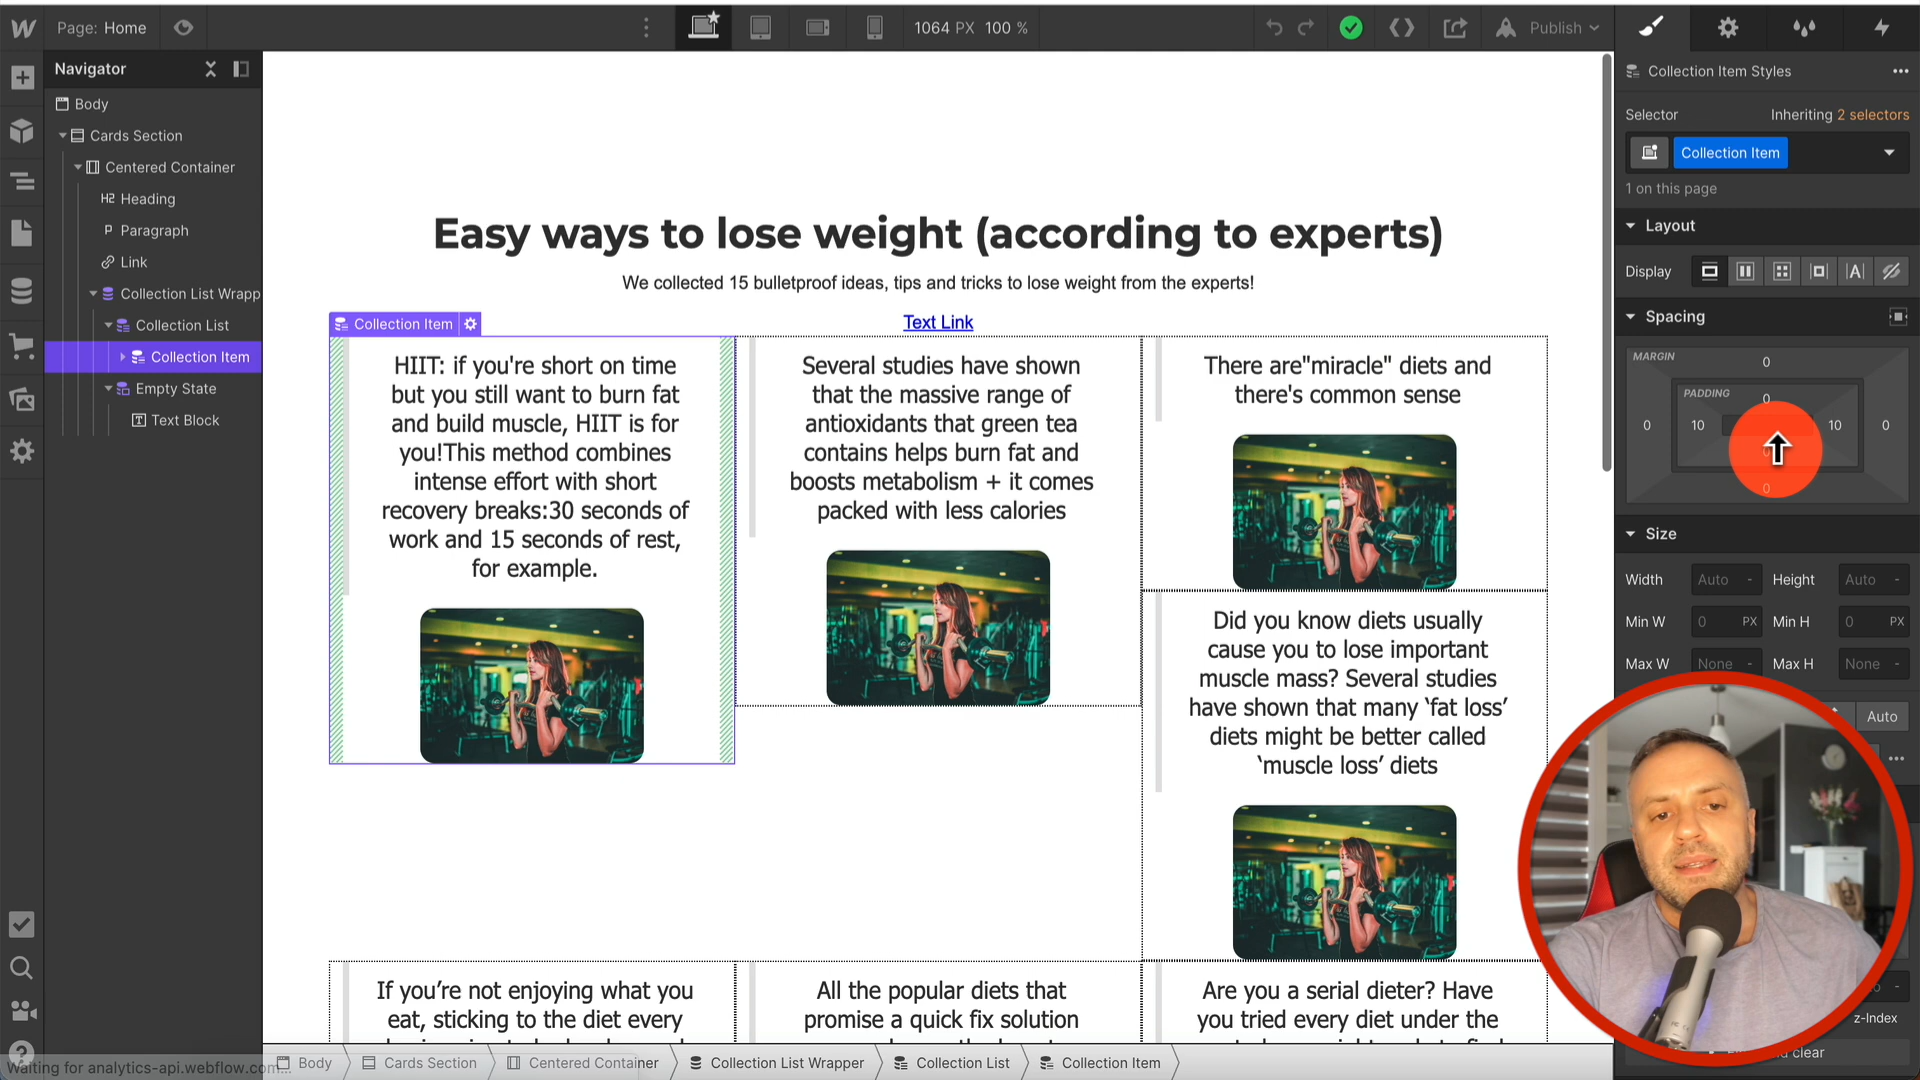 Page: Home
1064 PX 100 %
Publish
Navigator
Body
Cards Section
Centered Container
H2 Heading
P Paragraph
Link
Collection List Wrapp
Collection List
Collection Item
Empty State
Text Block
Easy ways to lose weight (according to experts)
We collected 15 bulletproof ideas, tips and tricks to lose weight from the experts!
Text Link
Collection Item
HIIT: if you're short on time
but you still want to burn fat
and build muscle, HIIT is for
you!This method combines
intense effort with short
recovery breaks:30 seconds of
work and 15 seconds of rest,
for example.
Several studies have shown
that the massive range of
antioxidants that green tea
contains helps burn fat and
boosts metabolism + it comes
packed with less calories
There are"miracle" diets and
there's common sense
Did you know diets usually
cause you to lose important
muscle mass? Several studies
have shown that many ‘fat loss’
diets might be better called
‘muscle loss’ diets
If you’re not enjoying what you
eat, sticking to the diet every
All the popular diets that
promise a quick fix solution
Are you a serial dieter? Have
you tried every diet under the
Collection Item Styles
Selector
Inheriting 2 selectors
Collection Item
1 on this page
Layout
Display
Spacing
MARGIN
0
PADDING
0
0 10 10 0
0
0
Size
Width Auto - Height Auto -
Min W 0 PX Min H 0 PX
Max W None - Max H None -
Auto
z-Index
clear
Waiting for analytics-api.webflow.com...
Body
Cards Section
Centered Container
Collection List Wrapper
Collection List
Collection Item